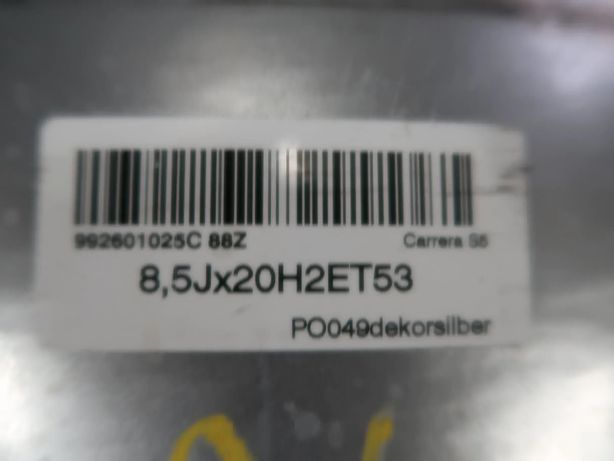 992601025C 88Z Carrera S5
8,5Jx20H2ET53
PO049dekorsilber